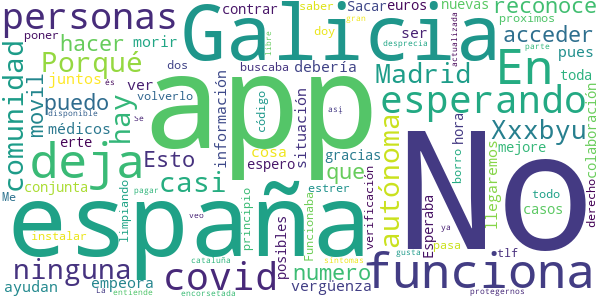 personas
Galicia
Sacar
euros
nuevas
reconoce
contrar
saber
doy
gran
proximos
poner
hacer
morir
ser
desprecia
actualizada
acceder
Porqué
dos
buscaba
debería
libre
pues
parte
comunidad
movil
juntos
ver
app
Madrid
En
toda
puedo
hay
volverlo
información
código
situación
esperando
colaboración
disponible
és
médicos
erte
Se
así
cosa
gracias
autónoma
hora
Xxxbyu
mejore
deja
Esto
espero
que
borro
No
Me
conjunta
limpiando
casi
principio
Funcionaba
estrer
verificación
Esperaba
llegaremos
todo
casos
derecho
instalar
pagar
posibles
ya
españa
veo
numero
pasa
tlf
ninguna
empeora
covid
cataluña
síntomas
gusta
funciona
ayudan
La
entiende
encorsetada
vergüenza
protegernos